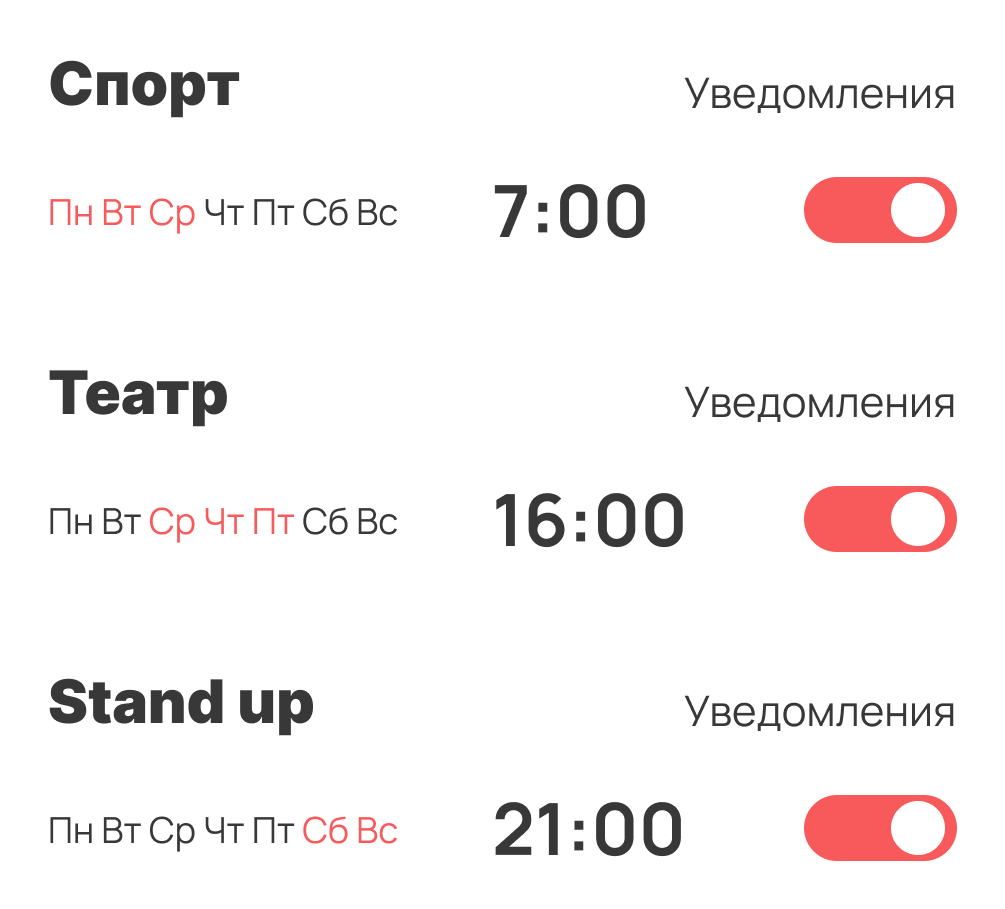 Спорт
Уведомления
Пн Вт Ср Чт Пт Сб Вс
7:00
Театр
Уведомления
Пн Вт Ср Чт Пт Сб Вс
16:00
Stand up
Уведомления
Пн Вт Ср Чт Пт Сб Вс
21:00